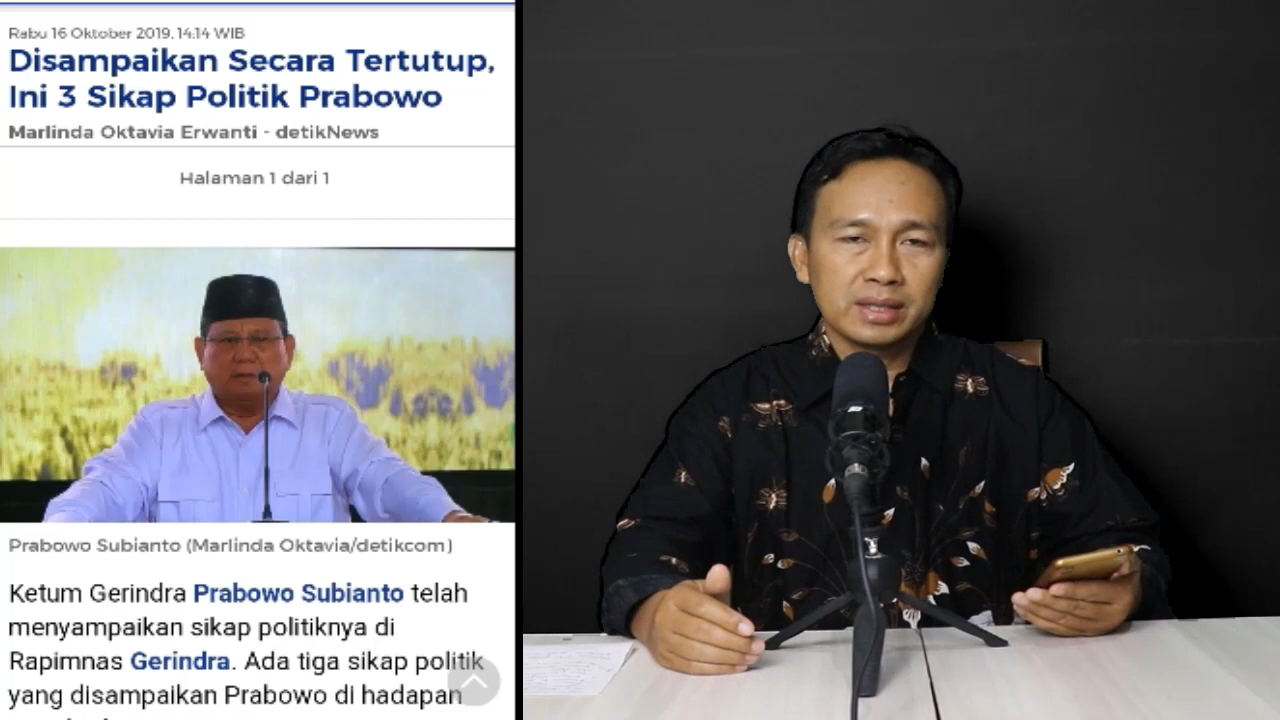 Rabu 16 Oktober 2019, 14:14 WIB
Disampaikan Secara Tertutup,
Ini 3 Sikap Politik Prabowo
Marlinda Oktavia Erwanti - detikNews
Halaman 1 dari 1
Prabowo Subianto (Marlinda Oktavia/detikcom)
Ketum Gerindra Prabowo Subianto telah
menyampaikan sikap politiknya di
Rapimnas Gerindra. Ada tiga sikap politik
yang disampaikan Prabowo di hadapan